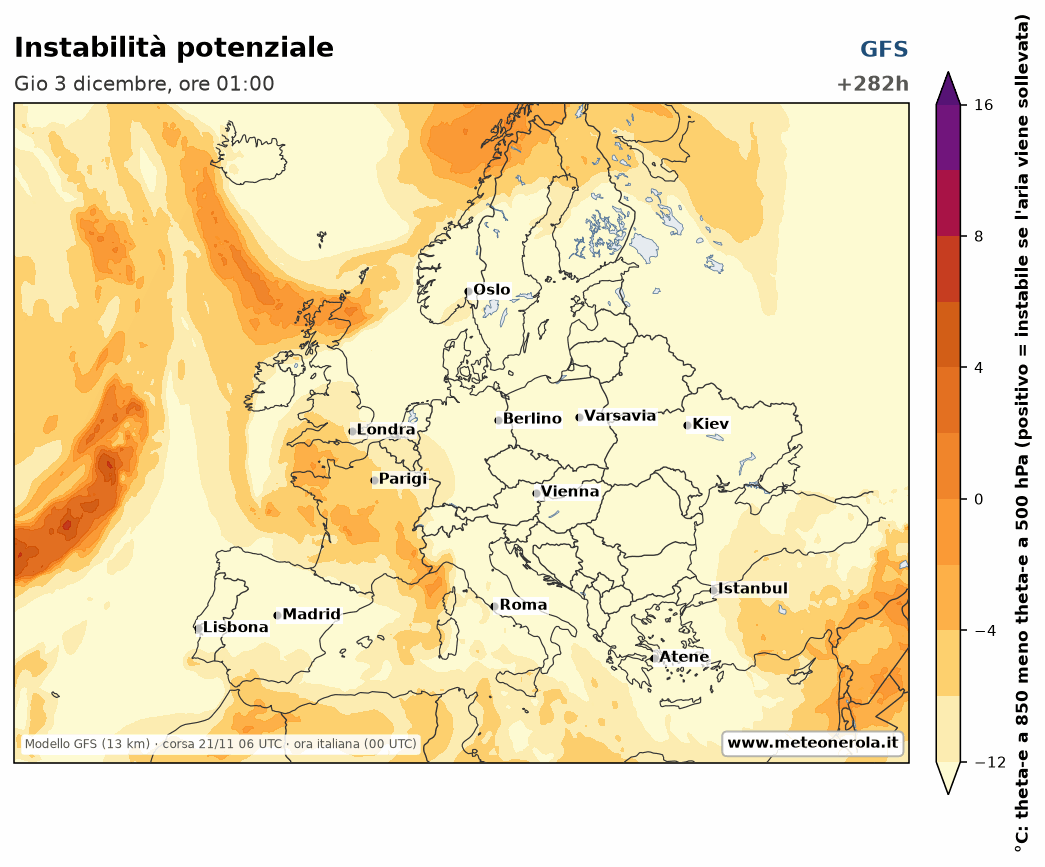 Instabilità potenziale
GFS
Gio 3 dicembre, ore 01:00
+282h
Oslo
Londra
Berlino
Varsavia
Kiev
Parigi
Vienna
Istanbul
Roma
Madrid
Lisbona
Atene
Modello GFS (13 km) · corsa 21/11 06 UTC · ora italiana (00 UTC)
www.meteonerola.it
16
8
4
0
−4
−12
°C: theta-e a 850 meno theta-e a 500 hPa (positivo = instabile se l'aria viene sollevata)